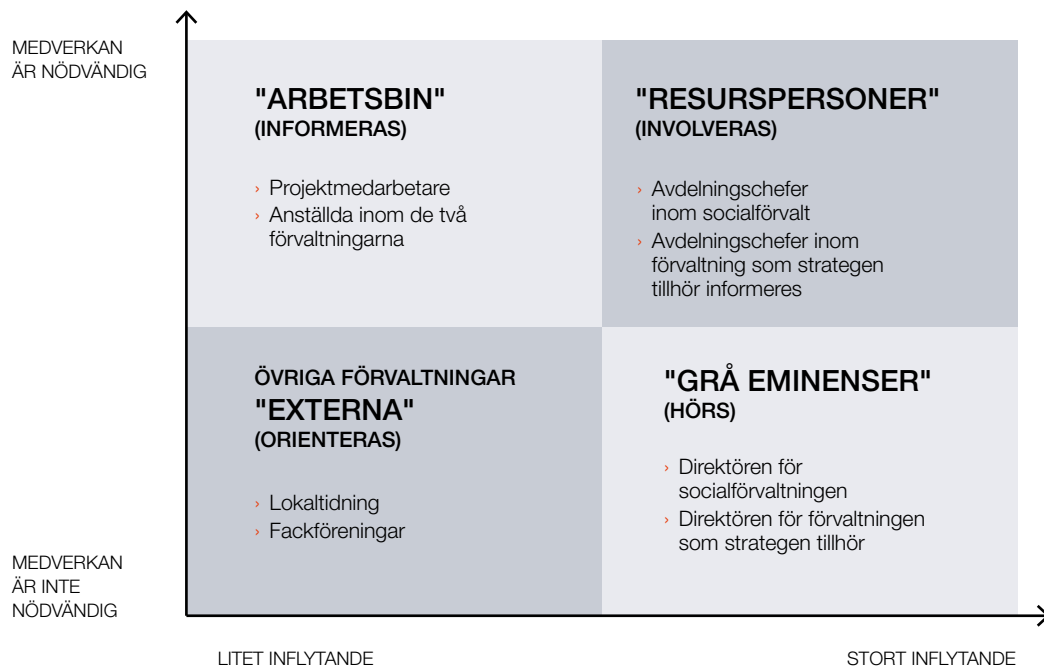 MEDVERKAN
ÄR NÖDVÄNDIG
"ARBETSBIN"
(INFORMERAS)
› Projektmedarbetare
› Anställda inom de två
förvaltningarna
"RESURSPERSONER"
(INVOLVERAS)
› Avdelningschefer
inom socialförvalt
› Avdelningschefer inom
förvaltning som strategen
tillhör informeres
ÖVRIGA FÖRVALTNINGAR
"EXTERNA"
(ORIENTERAS)
› Lokaltidning
› Fackföreningar
"GRÅ EMINENSER"
(HÖRS)
› Direktören för
socialförvaltningen
› Direktören för förvaltningen
som strategen tillhör
MEDVERKAN
ÄR INTE
NÖDVÄNDIG
LITET INFLYTANDE
STORT INFLYTANDE